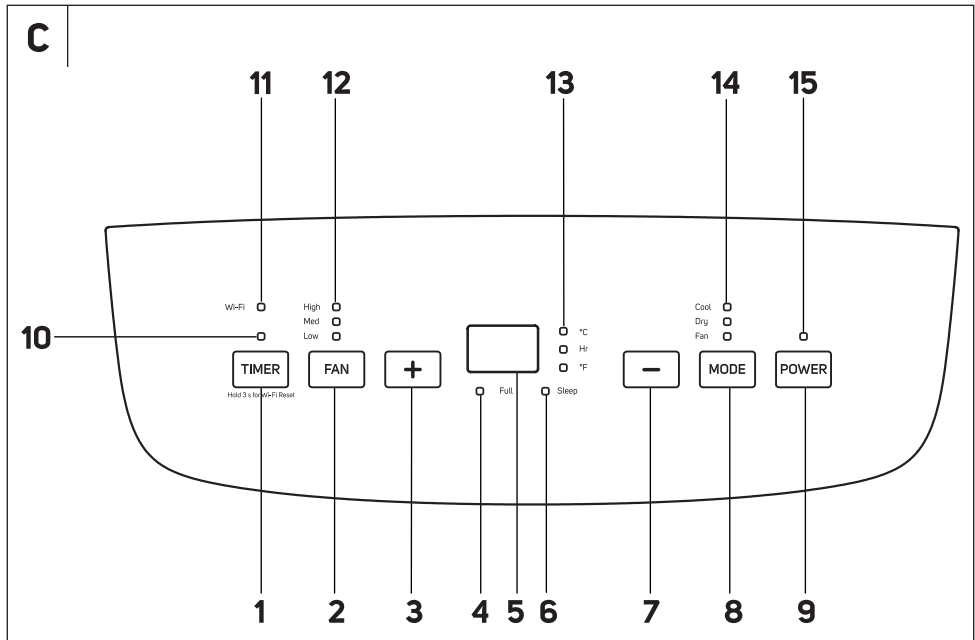 C
11 12 13 14 15
Wi-Fi High Cool
Med °C Dry
10 Low Hr Fan
TIMER FAN + °F − MODE POWER
Hold 3 s for Wi-Fi Reset Full Sleep
1 2 3 4 5 6 7 8 9